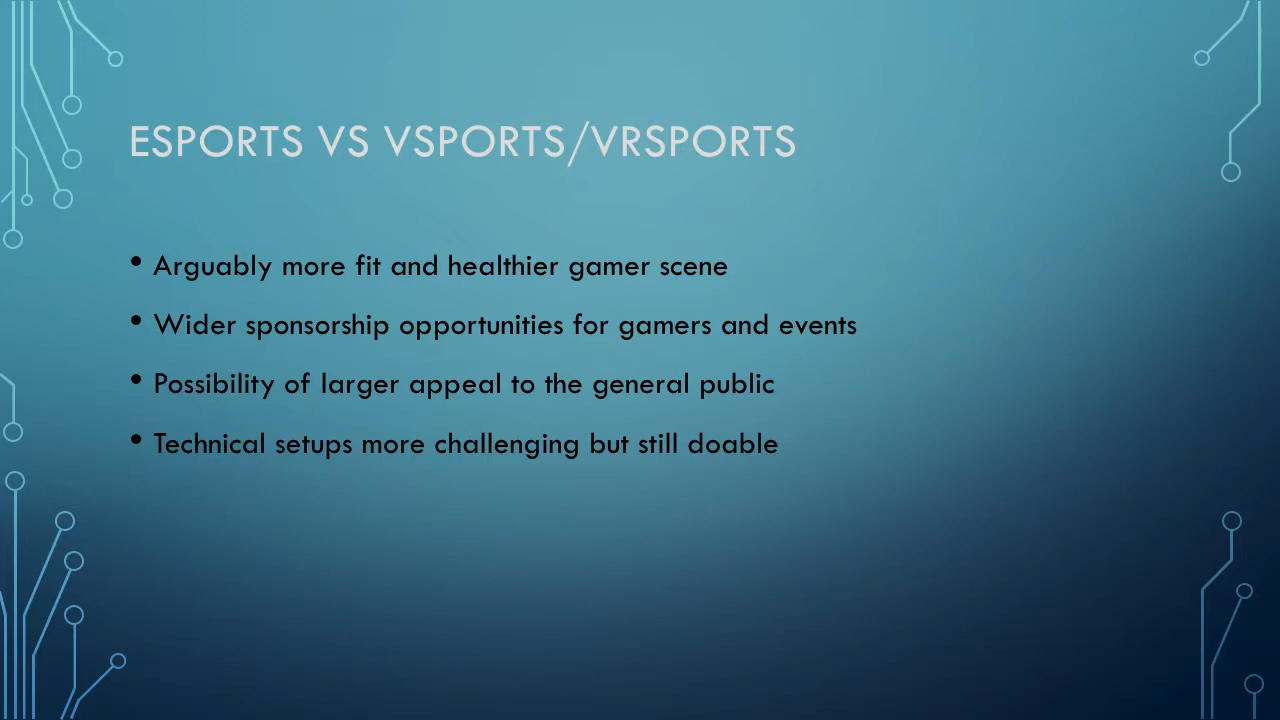 ESPORTS VS VSPORTS/VRSPORTS
• Arguably more fit and healthier gamer scene
• Wider sponsorship opportunities for gamers and events
• Possibility of larger appeal to the general public
• Technical setups more challenging but still doable